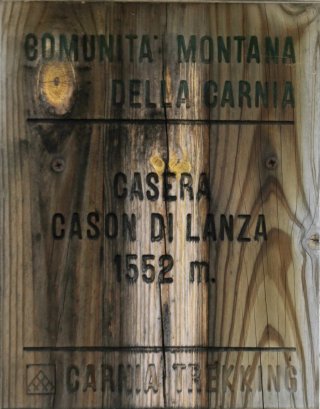 COMUNITA' MONTANA
DELLA CARNIA
CASERA
CASON DI LANZA
1552 m.
CARNIA TREKKING